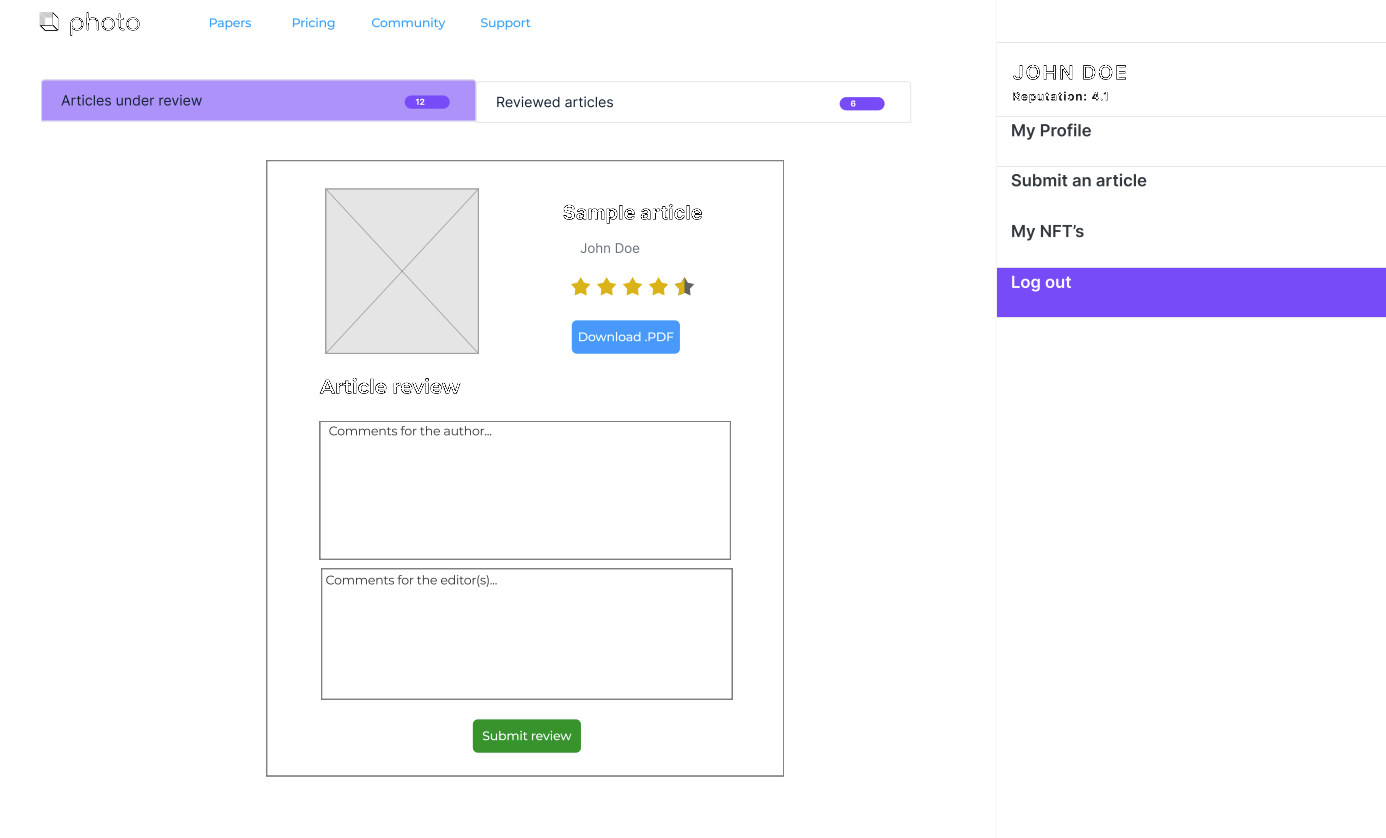 photo
Papers Pricing Community Support
Articles under review 12
Reviewed articles 6
Sample article
John Doe
Download .PDF
Article review
Comments for the author...
Comments for the editor(s)...
Submit review
JOHN DOE
Reputation: 4.1
My Profile
Submit an article
My NFT’s
Log out